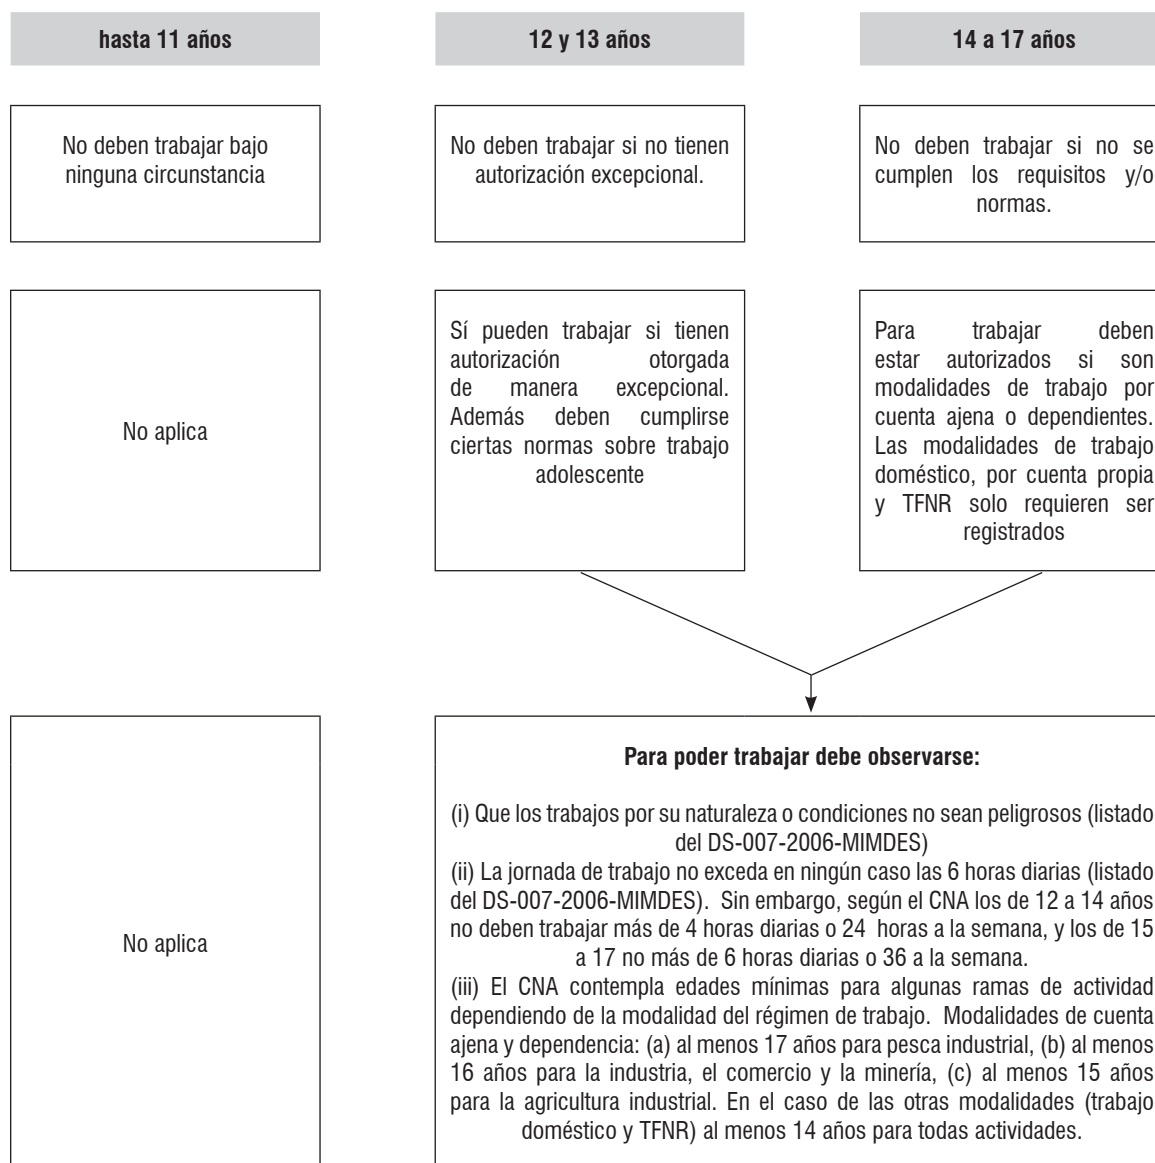 hasta 11 años
12 y 13 años
14 a 17 años
No deben trabajar bajo
ninguna circunstancia
No deben trabajar si no tienen
autorización excepcional.
No deben trabajar si no se
cumplen los requisitos y/o
normas.
No aplica
Sí pueden trabajar si tienen
autorización otorgada
de manera excepcional.
Además deben cumplirse
ciertas normas sobre trabajo
adolescente
Para trabajar deben
estar autorizados si son
modalidades de trabajo por
cuenta ajena o dependientes.
Las modalidades de trabajo
doméstico, por cuenta propia
y TFNR solo requieren ser
registrados
No aplica
Para poder trabajar debe observarse:
(i) Que los trabajos por su naturaleza o condiciones no sean peligrosos (listado
del DS-007-2006-MIMDES)
(ii) La jornada de trabajo no exceda en ningún caso las 6 horas diarias (listado
del DS-007-2006-MIMDES). Sin embargo, según el CNA los de 12 a 14 años
no deben trabajar más de 4 horas diarias o 24 horas a la semana, y los de 15
a 17 no más de 6 horas diarias o 36 a la semana.
(iii) El CNA contempla edades mínimas para algunas ramas de actividad
dependiendo de la modalidad del régimen de trabajo. Modalidades de cuenta
ajena y dependencia: (a) al menos 17 años para pesca industrial, (b) al menos
16 años para la industria, el comercio y la minería, (c) al menos 15 años
para la agricultura industrial. En el caso de las otras modalidades (trabajo
doméstico y TFNR) al menos 14 años para todas actividades.